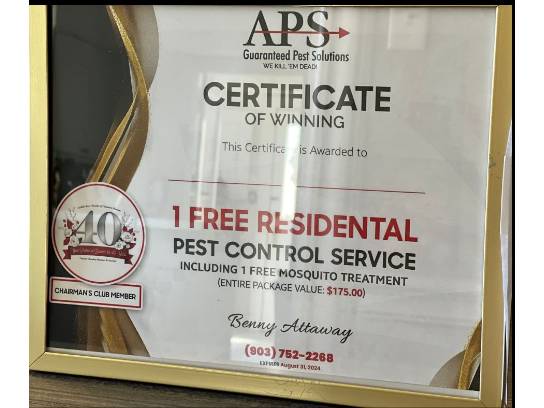 APS
Guaranteed Pest Solutions
WE KILL 'EM DEAD!
CERTIFICATE
OF WINNING
This Certificate is Awarded to
1 FREE RESIDENTAL
PEST CONTROL SERVICE
INCLUDING 1 FREE MOSQUITO TREATMENT
(ENTIRE PACKAGE VALUE: $175.00)
40
CHAIRMAN'S CLUB MEMBER
Benny Attaway
(903) 752-2268
EXPIRES August 31, 2024